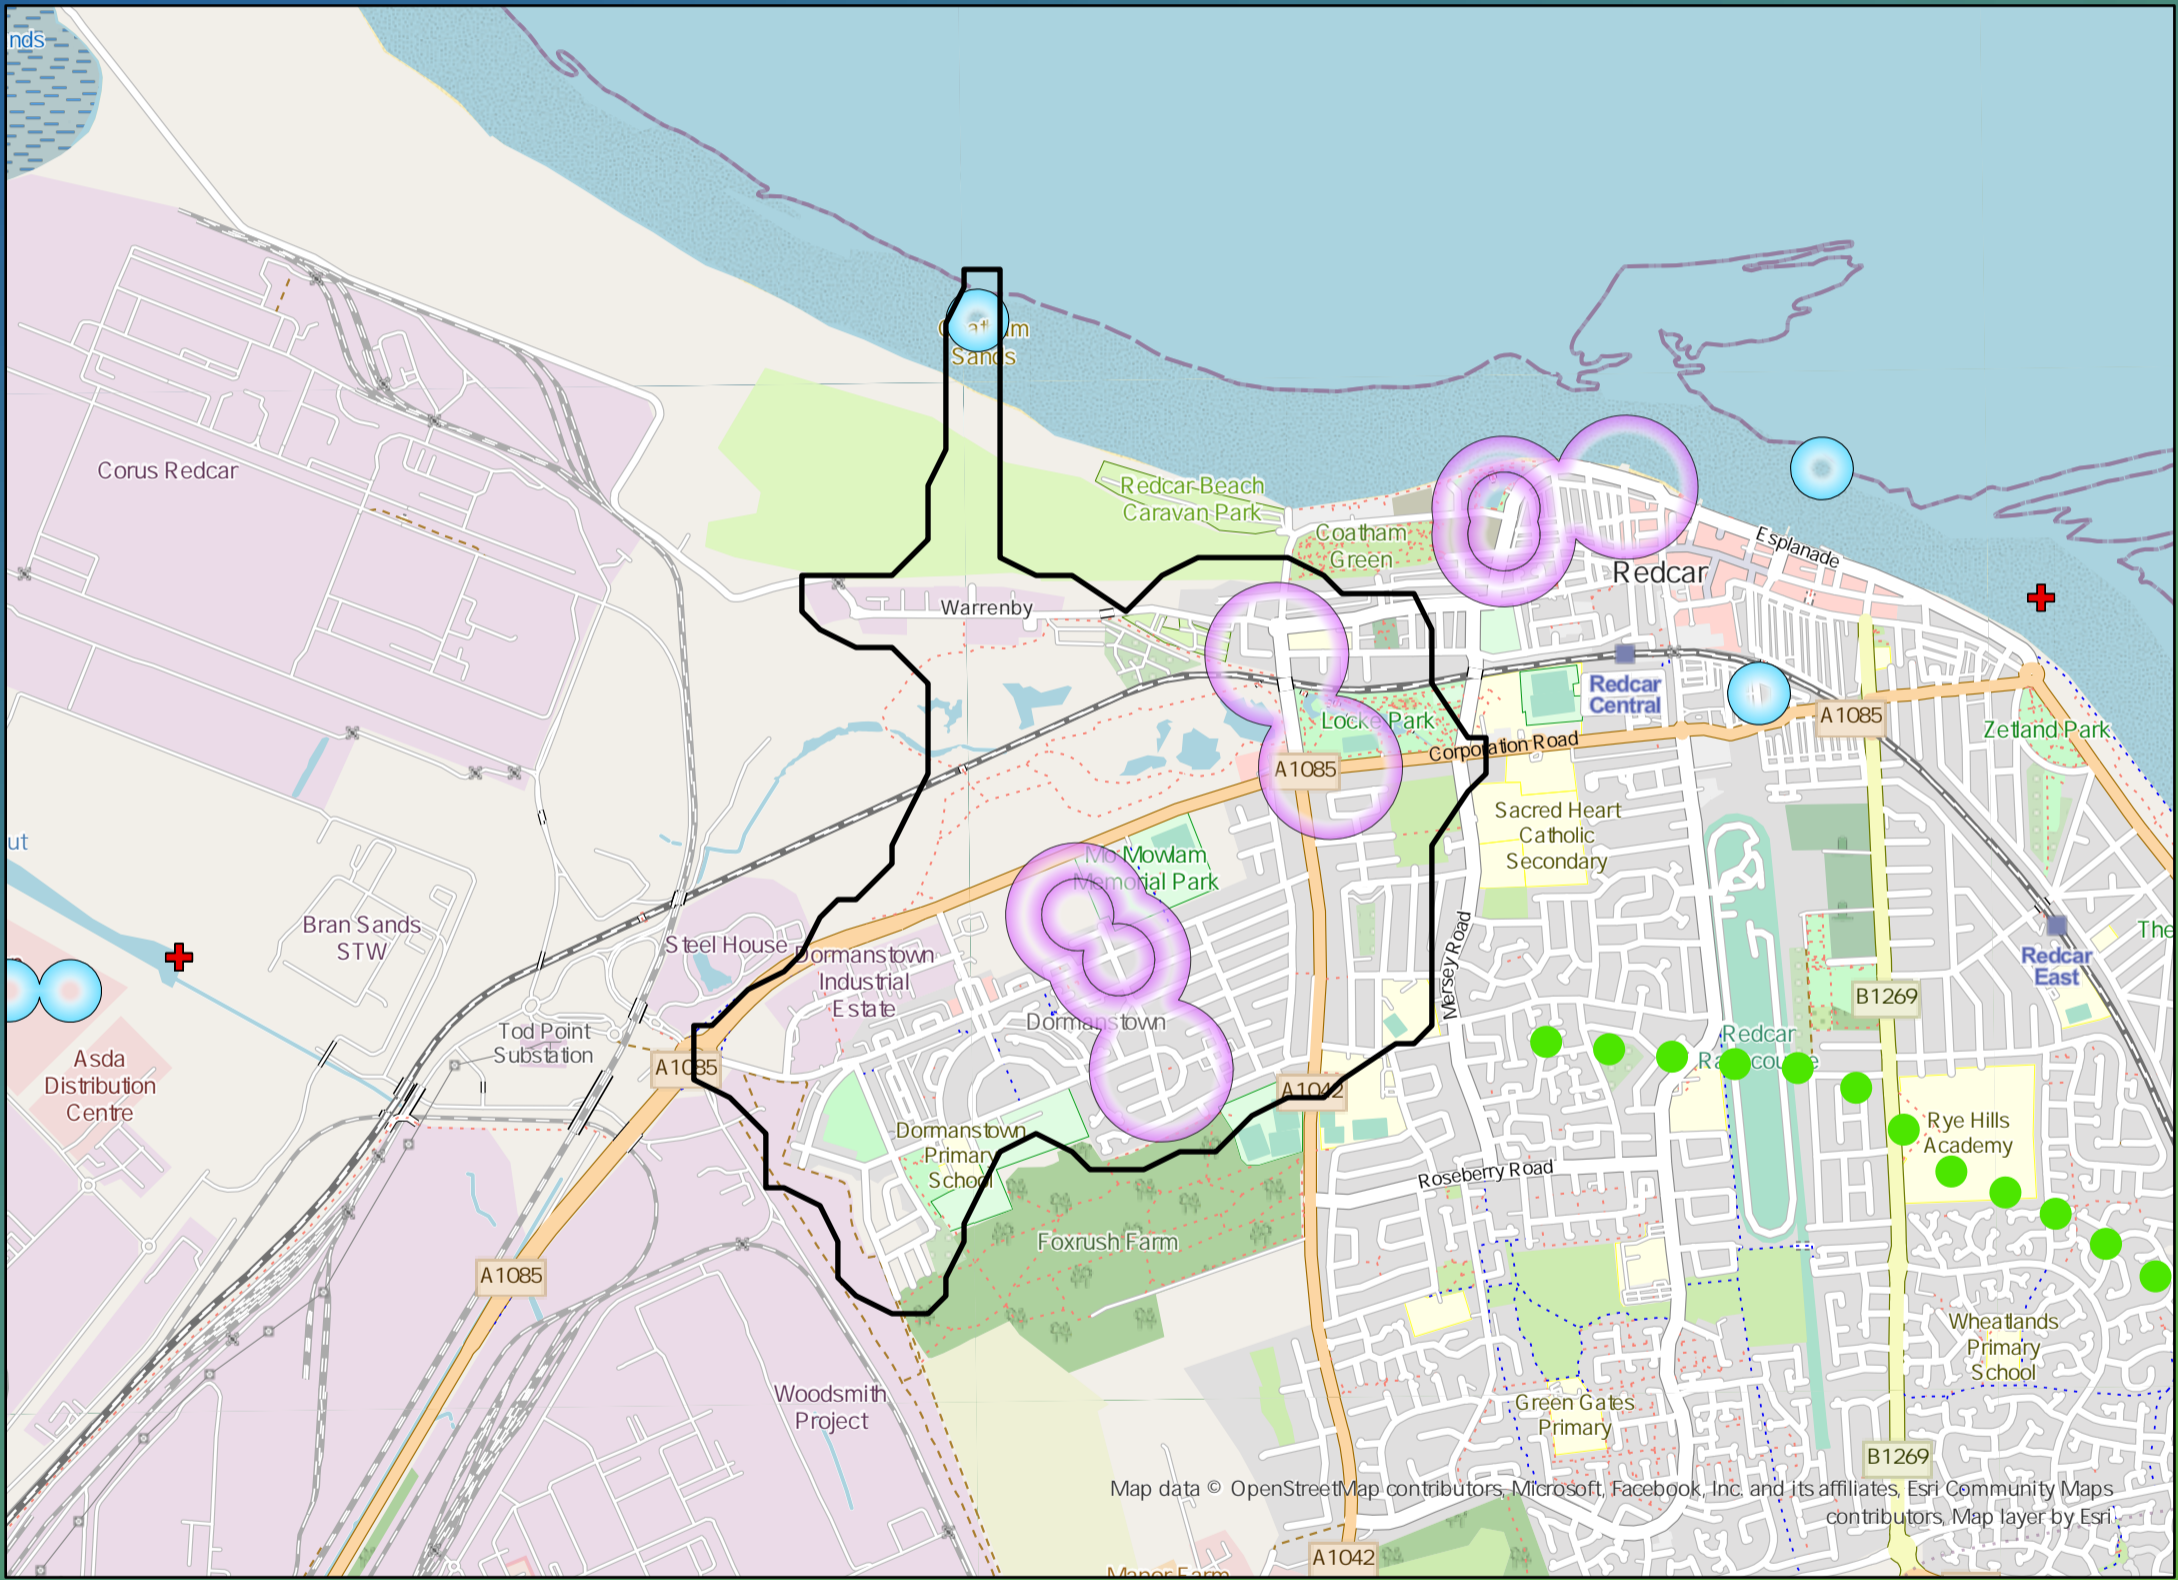 nds
Coatham
Sands
Corus Redcar
Redcar Beach
Caravan Park
Coatham
Green
Esplanade
Redcar
Warrenby
Redcar
Central
Locke Park
A1085
Zetland Park
Corporation Road
A1085
Sacred Heart
Catholic
Secondary
ut
Mo Mowlam
Memorial Park
Bran Sands
STW
Steel House
Dormanstown
Industrial
Estate
Mersey Road
The
Redcar
East
B1269
Dormanstown
Tod Point
Substation
A1085
Asda
Distribution
Centre
A1042
Redcar
Racecourse
Rye Hills
Academy
Dormanstown
Primary
School
Roseberry Road
Foxrush Farm
A1085
Wheatlands
Primary
School
Woodsmith
Project
Green Gates
Primary
B1269
Map data © OpenStreetMap contributors, Microsoft, Facebook, Inc. and its affiliates, Esri Community Maps
contributors, Map layer by Esri
A1042
Manor Farm